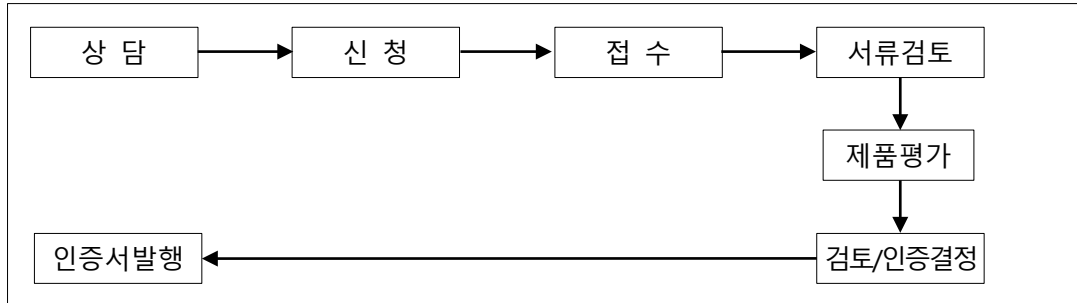 상 담
신 청
접 수
서류검토
제품평가
검토/인증결정
인증서발행